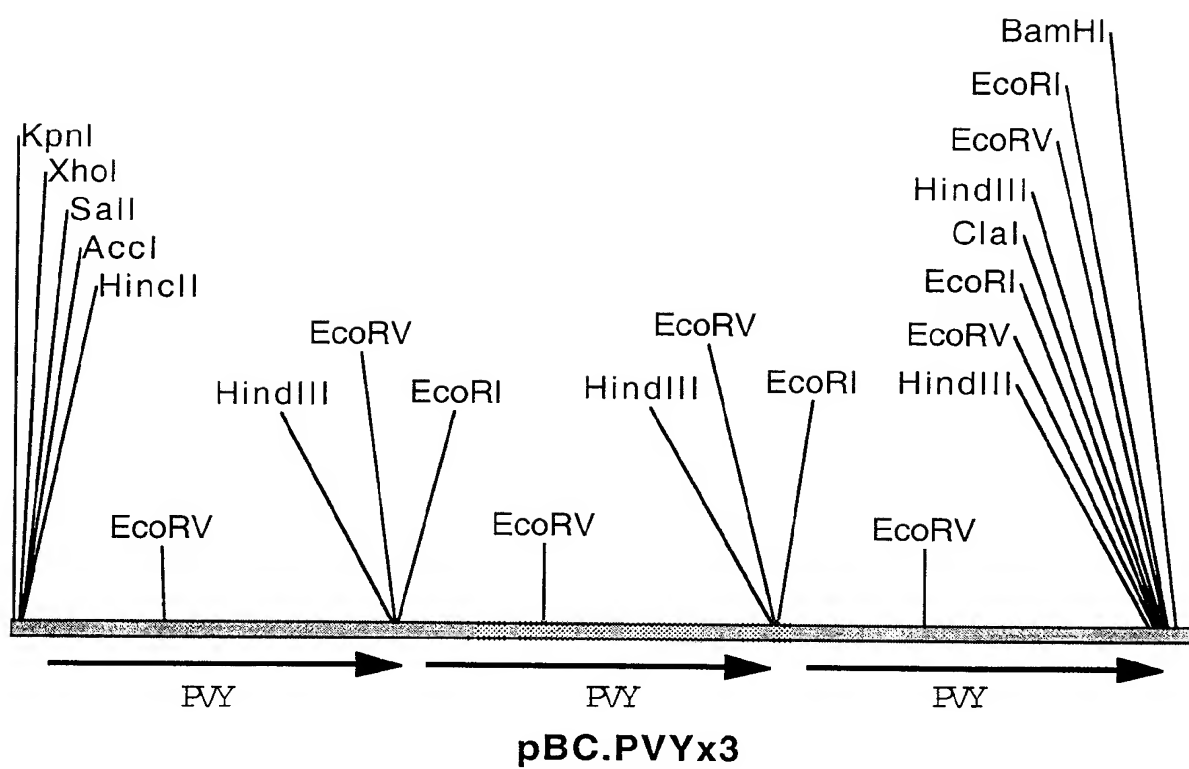 BamHI
EcoRI
KpnI
EcoRV
XhoI
HindIII
SalI
ClaI
AccI
EcoRI
HincII
EcoRV
EcoRV
EcoRV
HindIII
EcoRI
HindIII
EcoRI
HindIII
EcoRV
EcoRV
EcoRV
PVY
PVY
PVY
pBC.PVYx3